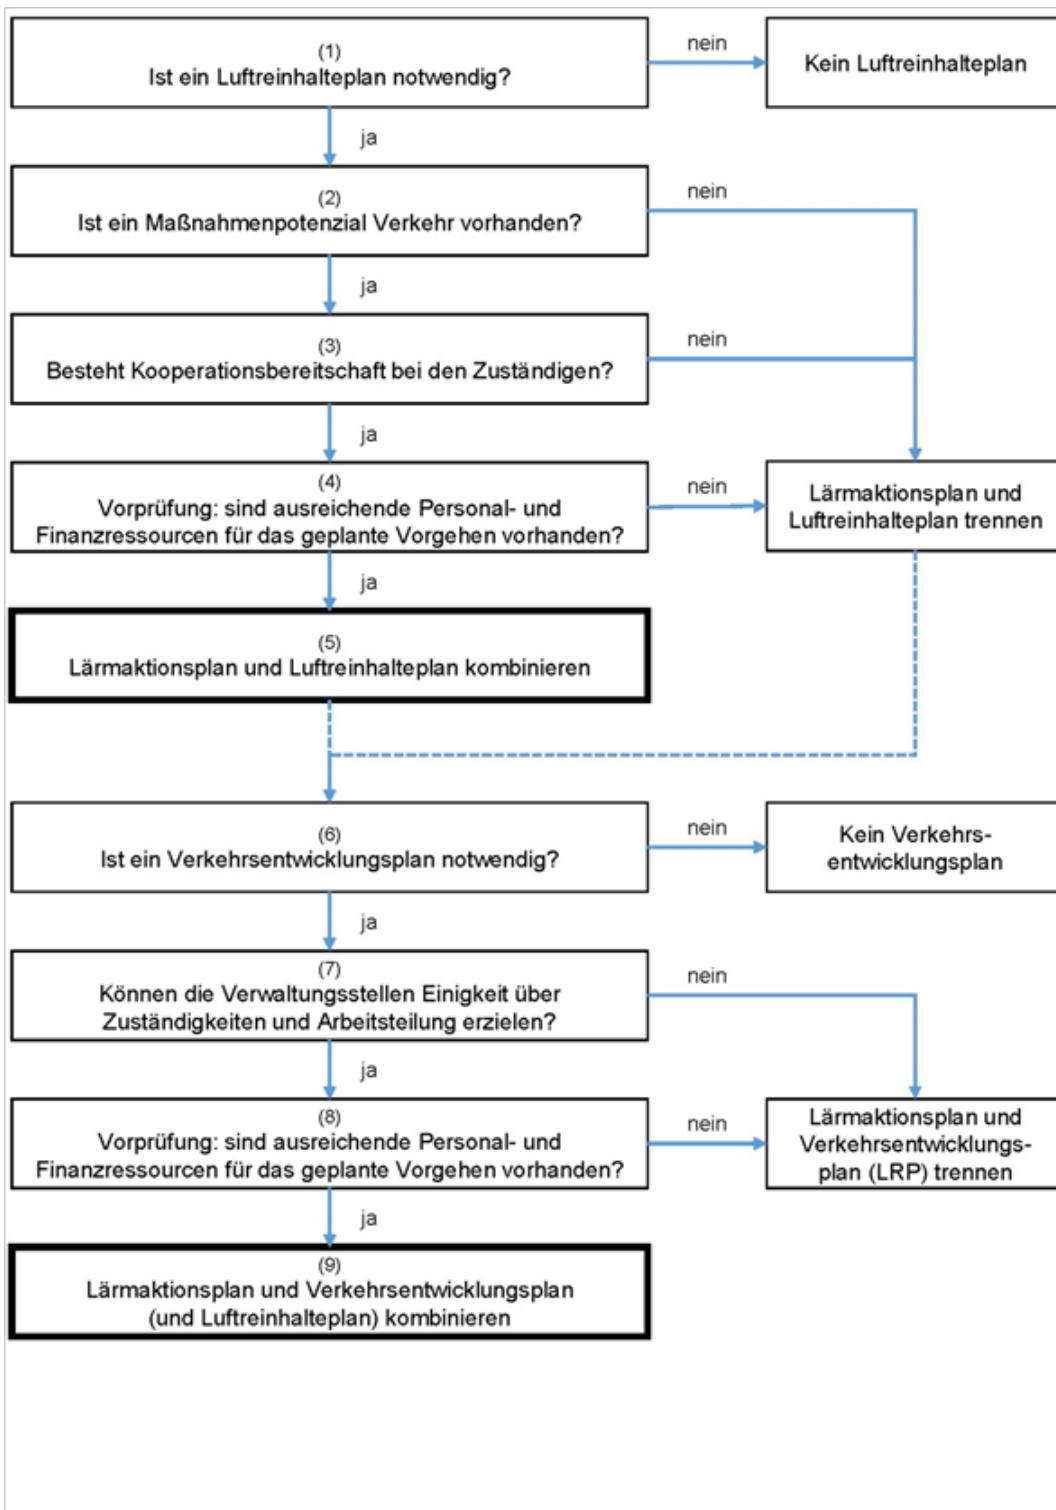 (1)
Ist ein Luftreinhalteplan notwendig?
nein
Kein Luftreinhalteplan
ja
(2)
Ist ein Maßnahmenpotenzial Verkehr vorhanden?
nein
ja
(3)
Besteht Kooperationsbereitschaft bei den Zuständigen?
nein
ja
(4)
Vorprüfung: sind ausreichende Personal- und
Finanzressourcen für das geplante Vorgehen vorhanden?
nein
Lärmaktionsplan und
Luftreinhalteplan trennen
ja
(5)
Lärmaktionsplan und Luftreinhalteplan kombinieren
(6)
Ist ein Verkehrsentwicklungsplan notwendig?
nein
Kein Verkehrs-
entwicklungsplan
ja
(7)
Können die Verwaltungsstellen Einigkeit über
Zuständigkeiten und Arbeitsteilung erzielen?
nein
ja
(8)
Vorprüfung: sind ausreichende Personal- und
Finanzressourcen für das geplante Vorgehen vorhanden?
nein
Lärmaktionsplan und
Verkehrsentwicklungs-
plan (LRP) trennen
ja
(9)
Lärmaktionsplan und Verkehrsentwicklungsplan
(und Luftreinhalteplan) kombinieren